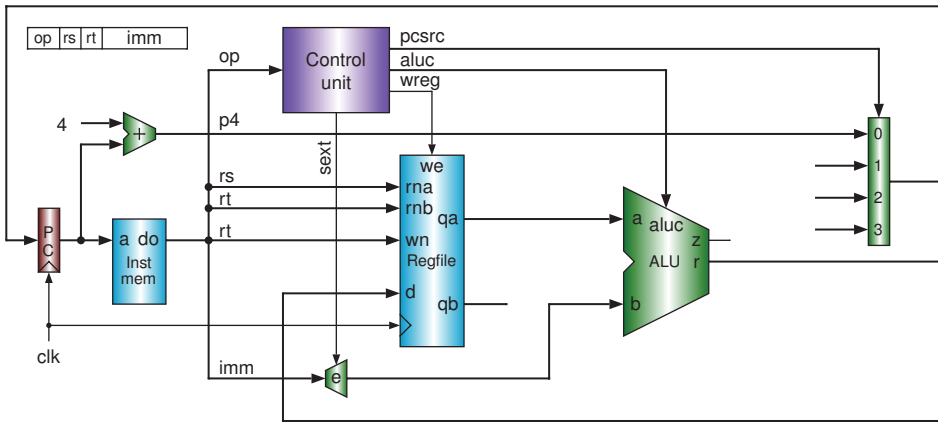 op rs rt imm
op
Control
unit
pcsrc
aluc
wreg
4
+
p4
sext
0
1
2
3
rs
rt
rt
we
rna
rnb
wn
d
qa
qb
Regfile
P
C
a do
Inst
mem
a
aluc
z
ALU
r
b
clk
imm
e